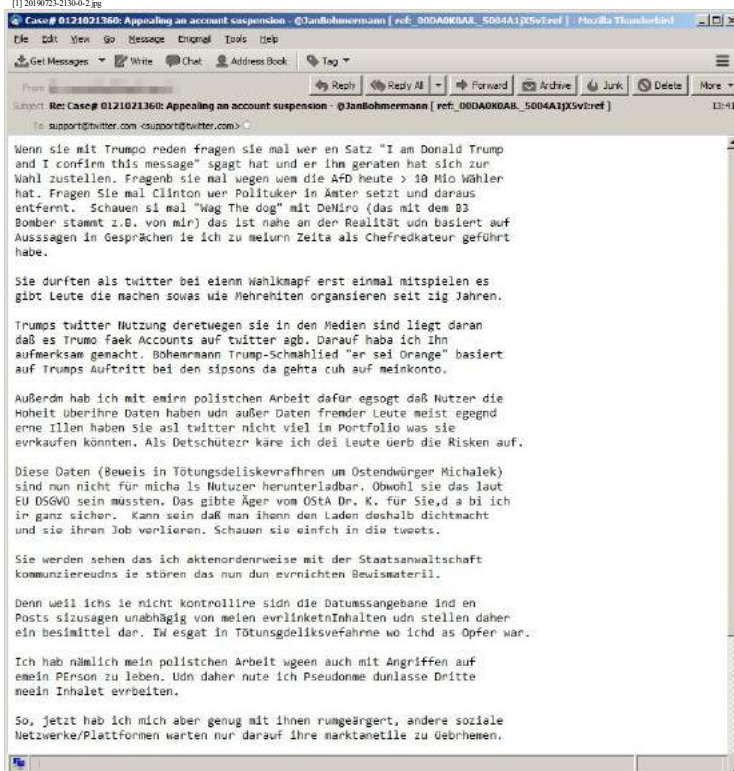 [1] 20190723-2130-0-2.jpg
Case# 0121021360: Appealing an account suspension - @JanBohmermann [ ref:_00DA0K0A8._5004A1jX5v ref ] - Mozilla Thunderbird
File Edit View Go Message Enigmail Tools Help
Get Messages Write Chat Address Book Tag
From Reply Reply All Forward Archive Junk Delete More
Subject Re: Case# 0121021360: Appealing an account suspension - @JanBohmermann [ ref:_00DA0K0A8._5004A1jX5v ref ] 13:41
To support@twitter.com <support@twitter.com>
Wenn sie mit Trumpo reden fragen sie mal wer en Satz "I am Donald Trump
and I confirm this message" sgagt hat und er ihm geraten hat sich zur
Wahl zustellen. Fragenb sie mal wegen wem die AfD heute > 10 Mio Wähler
hat. Fragen Sie mal Clinton wer Polituker in Ämter setzt und daraus
entfernt. Schauen si mal "Wag The dog" mit DeNiro (das mit dem B3
Bomber stammt z.B. von mir) das ist nahe an der Realität udn basiert auf
Ausssagen in Gesprächen ie ich zu meiurn Zeita als Chefredkateur geführt
habe.
Sie durften als twitter bei eienm Wahlkmapf erst einmal mitspielen es
gibt Leute die machen sowas wie Mehrehiten organsieren seit zig Jahren.
Trumps twitter Nutzung deretwegen sie in den Medien sind liegt daran
daß es Trumo faek Accounts auf twitter agb. Darauf haba ich Ihn
aufmerksam gemacht. Böhemrmann Trump-Schmählied "er sei Orange" basiert
auf Trumps Auftritt bei den sipsons da gehta cuh auf meinkonto.
Außerdm hab ich mit emirn polistchen Arbeit dafür egsogt daß Nutzer die
Hoheit überihre Daten haben udn außer Daten fremder Leute meist egegnd
erne Illen haben Sie asl twitter nicht viel im Portfolio was sie
evrkaufen könnten. Als Detschützezr käre ich dei Leute üerb die Risken auf.
Diese Daten (Beweis in Tötungsdeliskevrafhren um Ostendwürger Michalek)
sind nun nicht für micha ls Nutuzer herunterladbar. Obwohl sie das laut
EU DSGVO sein müssten. Das gibte Äger vom OStA Dr. K. für Sie,d a bi ich
ir ganz sicher. Kann sein daß man ihenn den Laden deshalb dichtmacht
und sie ihren Job verlieren. Schauen sie einfch in die tweets.
Sie werden sehen das ich aktenordenrweise mit der Staatsanwaltschaft
kommunziereudns ie stören das nun dun evrnichten Bewismateril.
Denn weil ichs ie nicht kontrollire sidn die Datumssangebane ind en
Posts sizusagen unabhägig von meien evrlinketnInhalten udn stellen daher
ein besimittel dar. IW esgat in Tötunsgdeliksvefahrne wo ichd as Opfer war.
Ich hab nämlich mein polistchen Arbeit wgeen auch mit Angriffen auf
emein PErson zu leben. Udn daher nute ich Pseudonme dunlasse Dritte
meein Inhalet evrbeiten.
So, jetzt hab ich mich aber genug mit ihnen rumgeärgert, andere soziale
Netzwerke/Plattformen warten nur darauf ihre marktanetile zu üebrhemen.